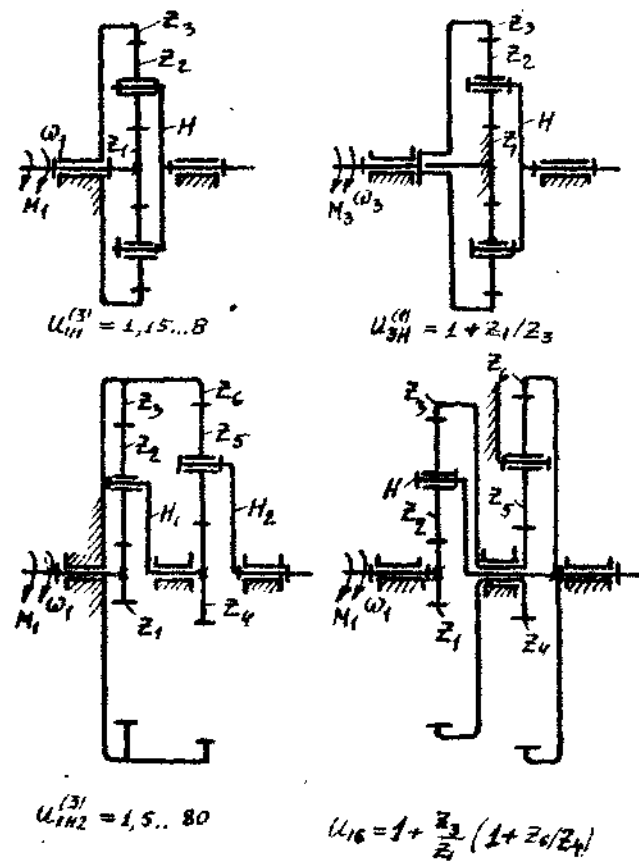 Z3
Z2
ω1
Z1
H
M1
U1H(3) = 1,15...8
Z3
Z2
Z1
H
M3 ω3
U3H(1) = 1 + Z1/Z3
Z3
Z2
Z6
Z5
H1
H2
M1 ω1
Z1
Z4
U1H2(3) = 1,5.. 80
Z6
Z3
H
Z2
Z5
M1 ω1
Z1
Z4
U16 = 1 + Z3/Z1 (1 + Z6/Z4)